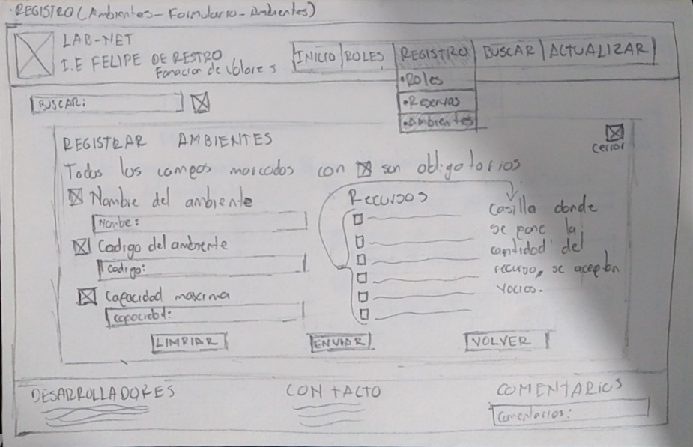 REGISTRO (Ambientes - Formulario - Ambientes)
LAB-NET
I.E FELIPE DE RESTRO
Formacion de Valores
INICIO ROLES REGISTRO BUSCAR ACTUALIZAR
•Roles
•Reservas
•Ambientes
BUSCAR:
REGISTRAR AMBIENTES
Cerrar
Todos los campos marcados con son obligatorios
Nombre del ambiente
Nombre:
Codigo del ambiente
Codigo:
Capacidad maxima
capacidad:
Recursos
Casilla donde
se pone la
cantidad del
recurso, se aceptan
vacios.
LIMPIAR ENVIAR VOLVER
DESARROLLADORES
CONTACTO
COMENTARIOS
Comentarios: